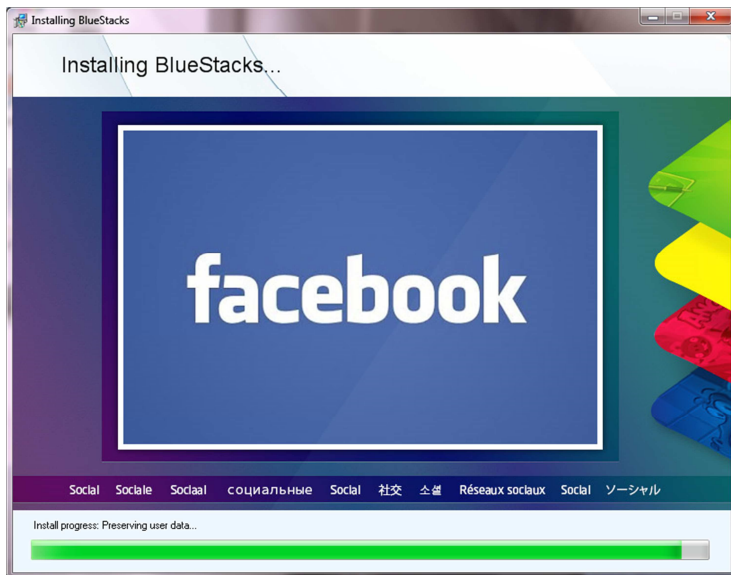 Installing BlueStacks
Installing BlueStacks...
facebook
Social Sociale Sociaal социальные Social 社交 소셜 Réseaux sociaux Social ソーシャル
Install progress: Preserving user data...